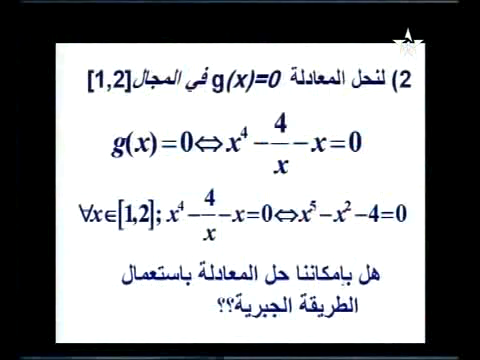 2) لنحل المعادلة g(x)=0 في المجال[1,2]
g(x)=0⇔x⁴−4/x−x=0
∀x∈[1,2]; x⁴−4/x−x=0⇔x⁵−x²−4=0
هل بإمكاننا حل المعادلة باستعمال
الطريقة الجبرية؟؟